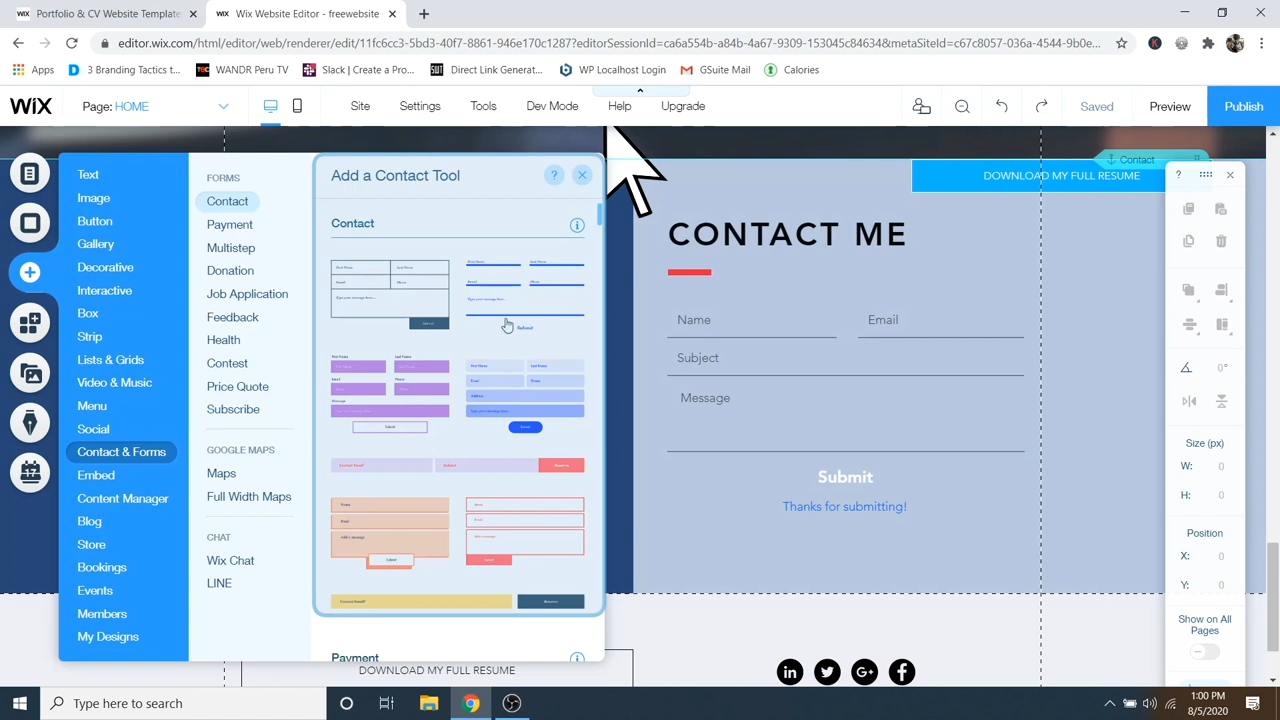 WIX Portfolio & CV Website Template
WIX Wix Website Editor - freewebsite
editor.wix.com/html/editor/web/renderer/edit/11fc6cc3-5bd3-40f7-8861-946e170c1287?editorSessionId=ca6a554b-a84b-4a67-9309-153045c84634&metaSiteId=c67c8057-036a-4544-9b0e...
Apps
3 Branding Tactics t...
WANDR Peru TV
Slack | Create a Pro...
Direct Link Generat...
WP Localhost Login
GSuite Mail
Calories
WIX
Page: HOME
Site
Settings
Tools
Dev Mode
Help
Upgrade
Saved
Preview
Publish
Text
Image
Button
Gallery
Decorative
Interactive
Box
Strip
Lists & Grids
Video & Music
Menu
Social
Contact & Forms
Embed
Content Manager
Blog
Store
Bookings
Events
Members
My Designs
FORMS
Contact
Payment
Multistep
Donation
Job Application
Feedback
Health
Contest
Price Quote
Subscribe
GOOGLE MAPS
Maps
Full Width Maps
CHAT
Wix Chat
LINE
Add a Contact Tool
?
Contact
Submit
Payment
DOWNLOAD MY FULL RESUME
Contact
DOWNLOAD MY FULL RESUME
CONTACT ME
Name
Email
Subject
Message
Submit
Thanks for submitting!
?
0°
Size (px)
W: 0
H: 0
Position
X: 0
Y: 0
Show on All
Pages
Type here to search
1:00 PM
8/5/2020